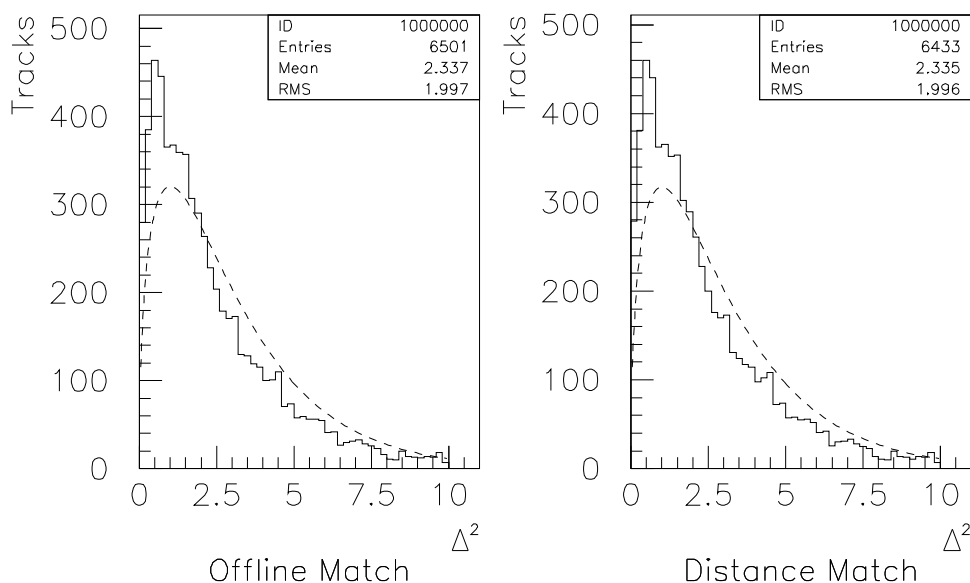 Tracks
500
400
300
200
100
0
0 2.5 5 7.5 10
Δ²
Offline Match
ID 1000000
Entries 6501
Mean 2.337
RMS 1.997
Tracks
500
400
300
200
100
0
0 2.5 5 7.5 10
Δ²
Distance Match
ID 1000000
Entries 6433
Mean 2.335
RMS 1.996